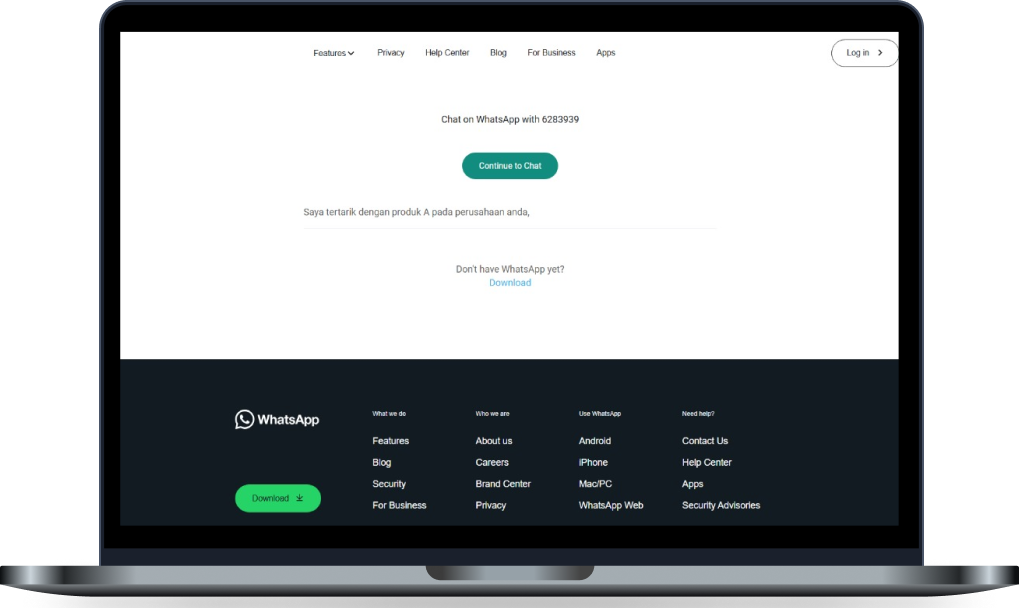 Features Privacy Help Center Blog For Business Apps Log in
Chat on WhatsApp with 6283939
Continue to Chat
Saya tertarik dengan produk A pada perusahaan anda,
Don't have WhatsApp yet?
Download
WhatsApp
What we do Who we are Use WhatsApp Need help?
Features About us Android Contact Us
Blog Careers iPhone Help Center
Security Brand Center Mac/PC Apps
Download
For Business Privacy WhatsApp Web Security Advisories